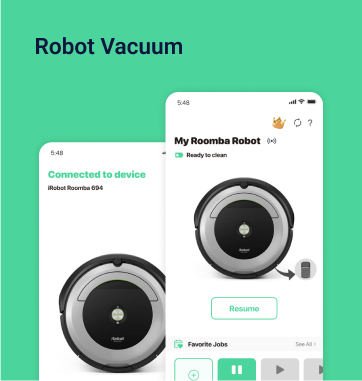 Robot Vacuum
5:48
Connected to device
iRobot Roomba 694
5:48
?
My Roomba Robot
Ready to clean
Resume
Favorite Jobs
See All >